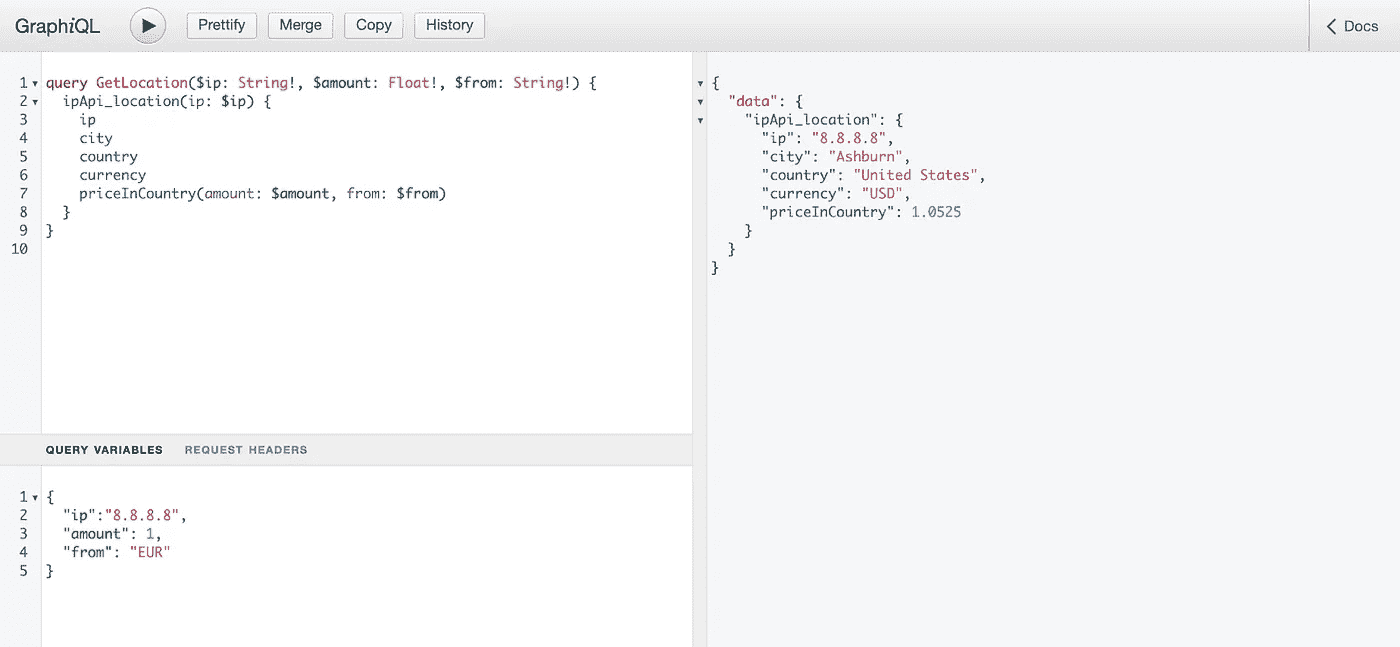 GraphiQL Prettify Merge Copy History Docs
1 query GetLocation($ip: String!, $amount: Float!, $from: String!) {
2 ipApi_location(ip: $ip) {
3 ip
4 city
5 country
6 currency
7 priceInCountry(amount: $amount, from: $from)
8 }
9 }
10
QUERY VARIABLES REQUEST HEADERS
1 {
2 "ip":"8.8.8.8",
3 "amount": 1,
4 "from": "EUR"
5 }
{
"data": {
"ipApi_location": {
"ip": "8.8.8.8",
"city": "Ashburn",
"country": "United States",
"currency": "USD",
"priceInCountry": 1.0525
}
}
}